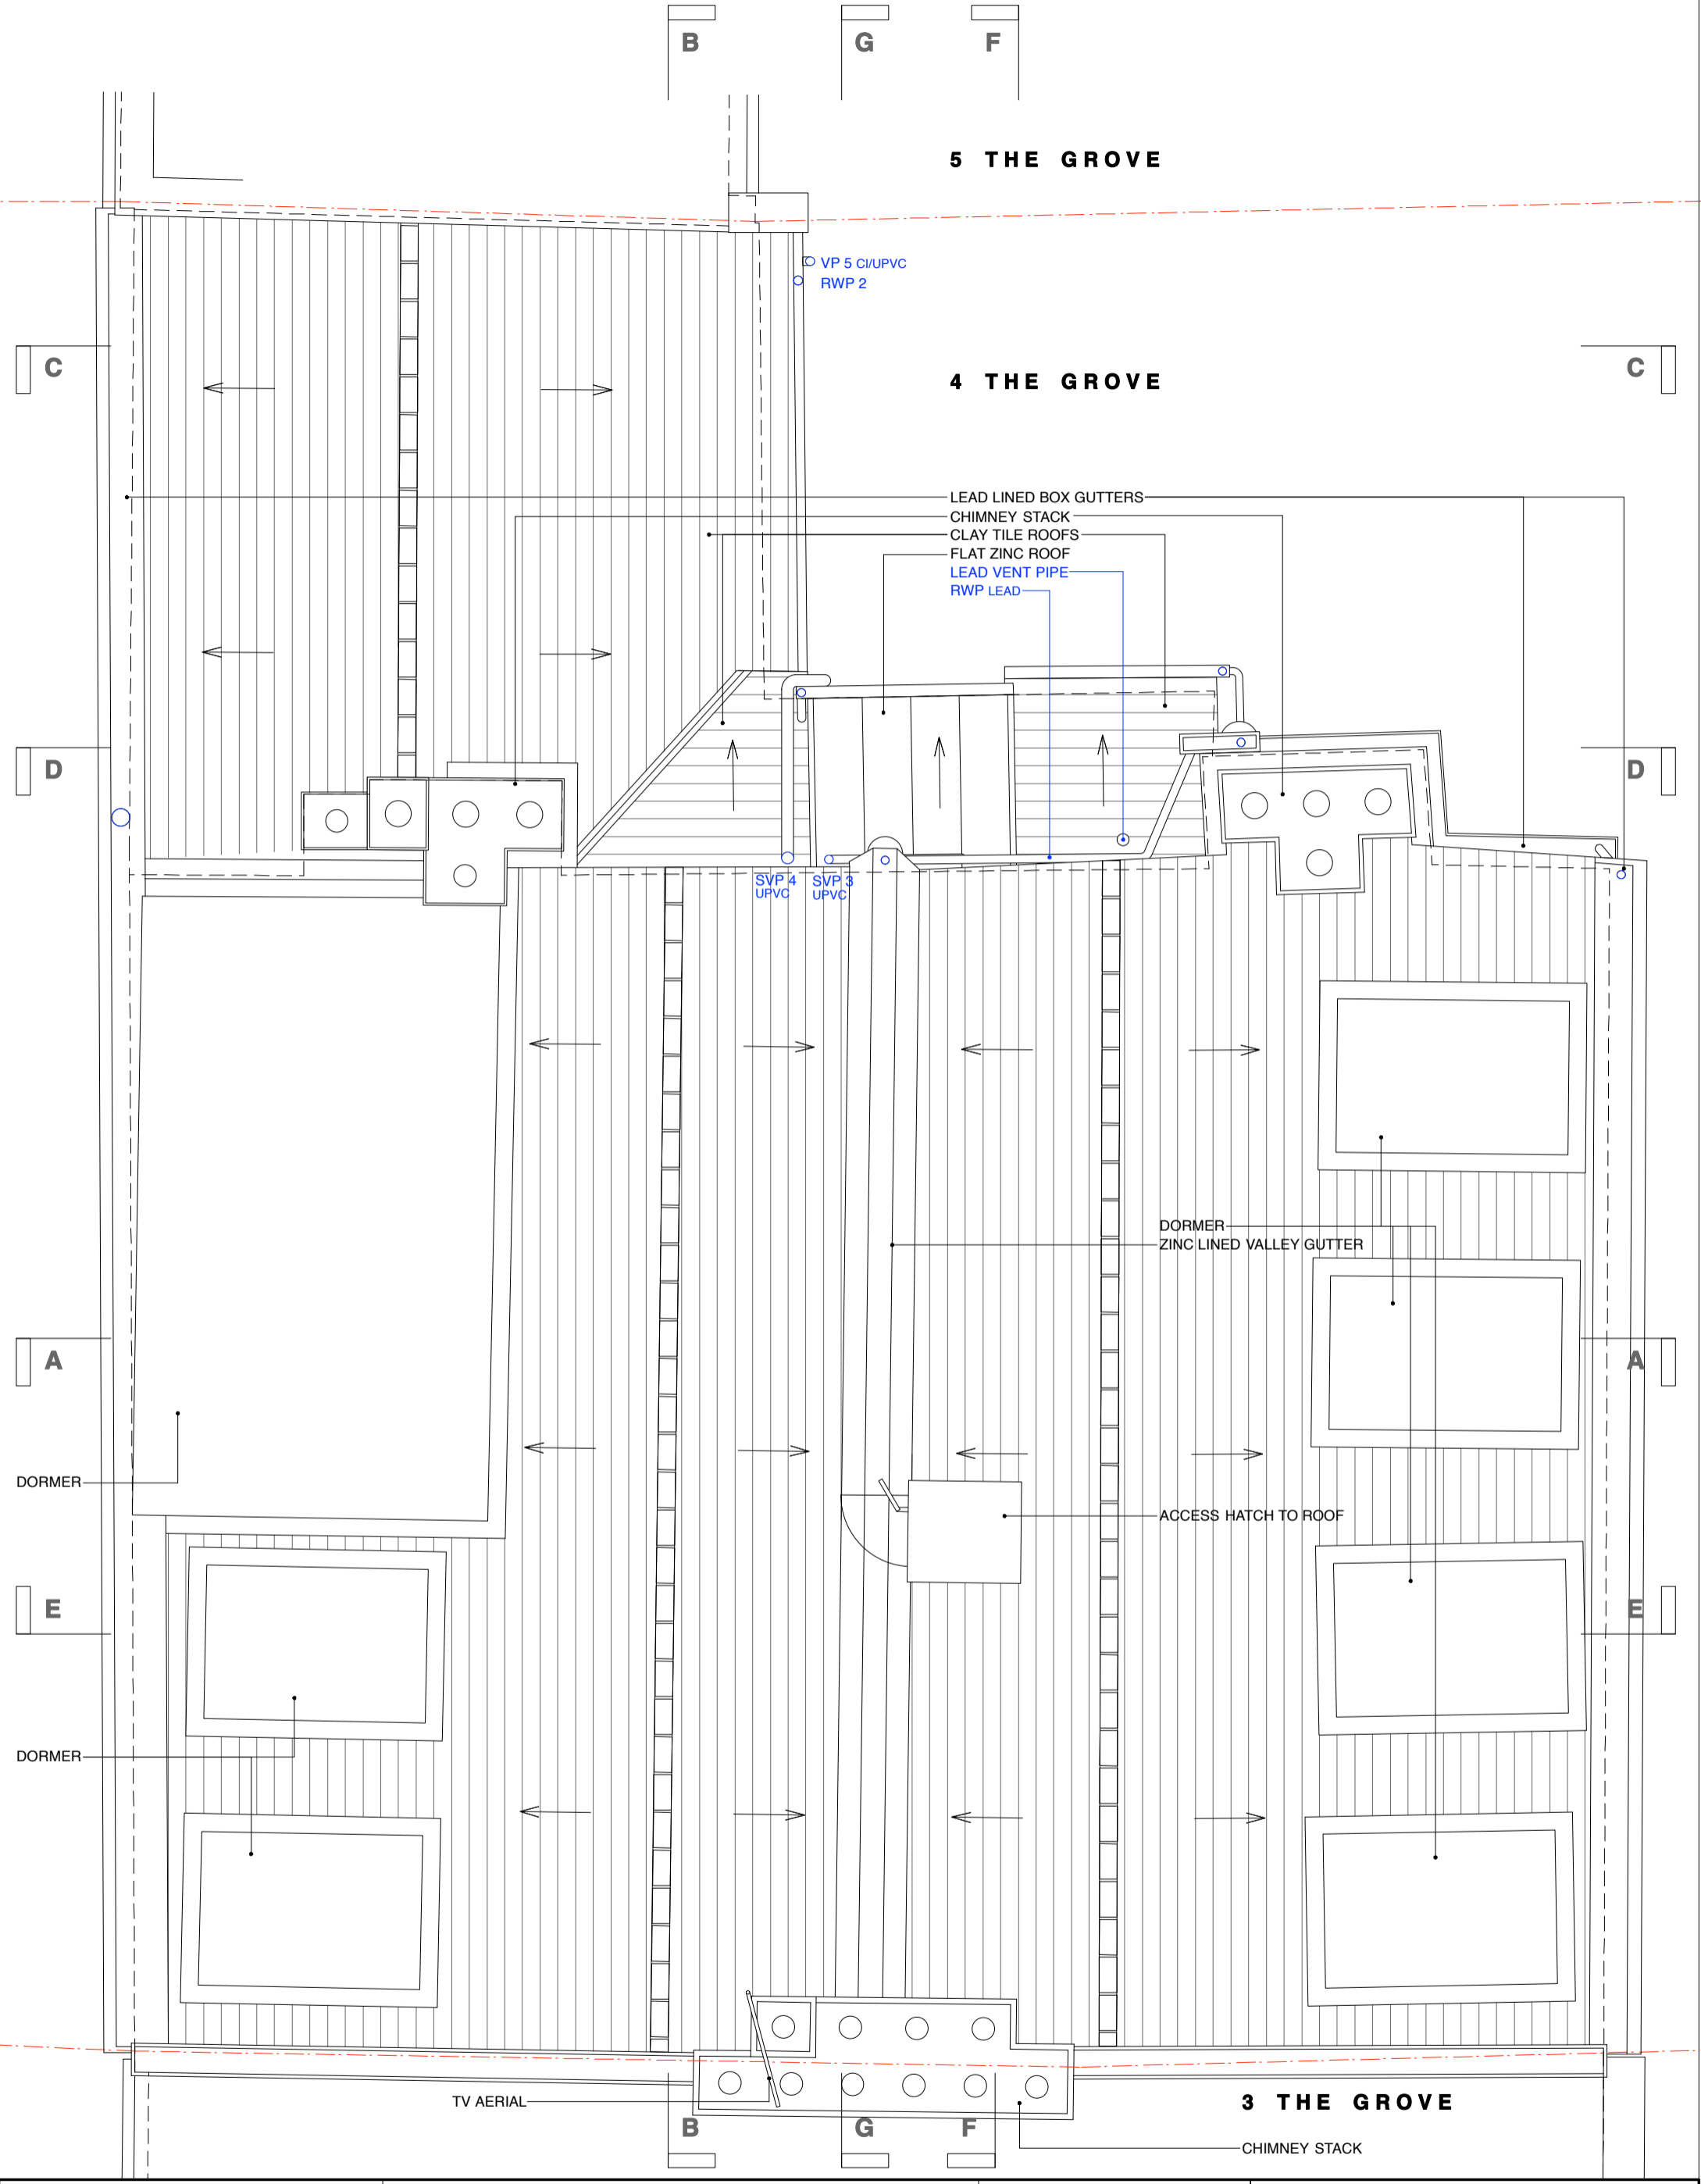 B G F
5 THE GROVE
VP 5 CI/UPVC
RWP 2
C 4 THE GROVE C
LEAD LINED BOX GUTTERS
CHIMNEY STACK
CLAY TILE ROOFS
FLAT ZINC ROOF
LEAD VENT PIPE
RWP LEAD
D D
SVP 4 SVP 3
UPVC UPVC
DORMER
ZINC LINED VALLEY GUTTER
A A
DORMER
ACCESS HATCH TO ROOF
E E
DORMER
TV AERIAL
3 THE GROVE
B G F
CHIMNEY STACK